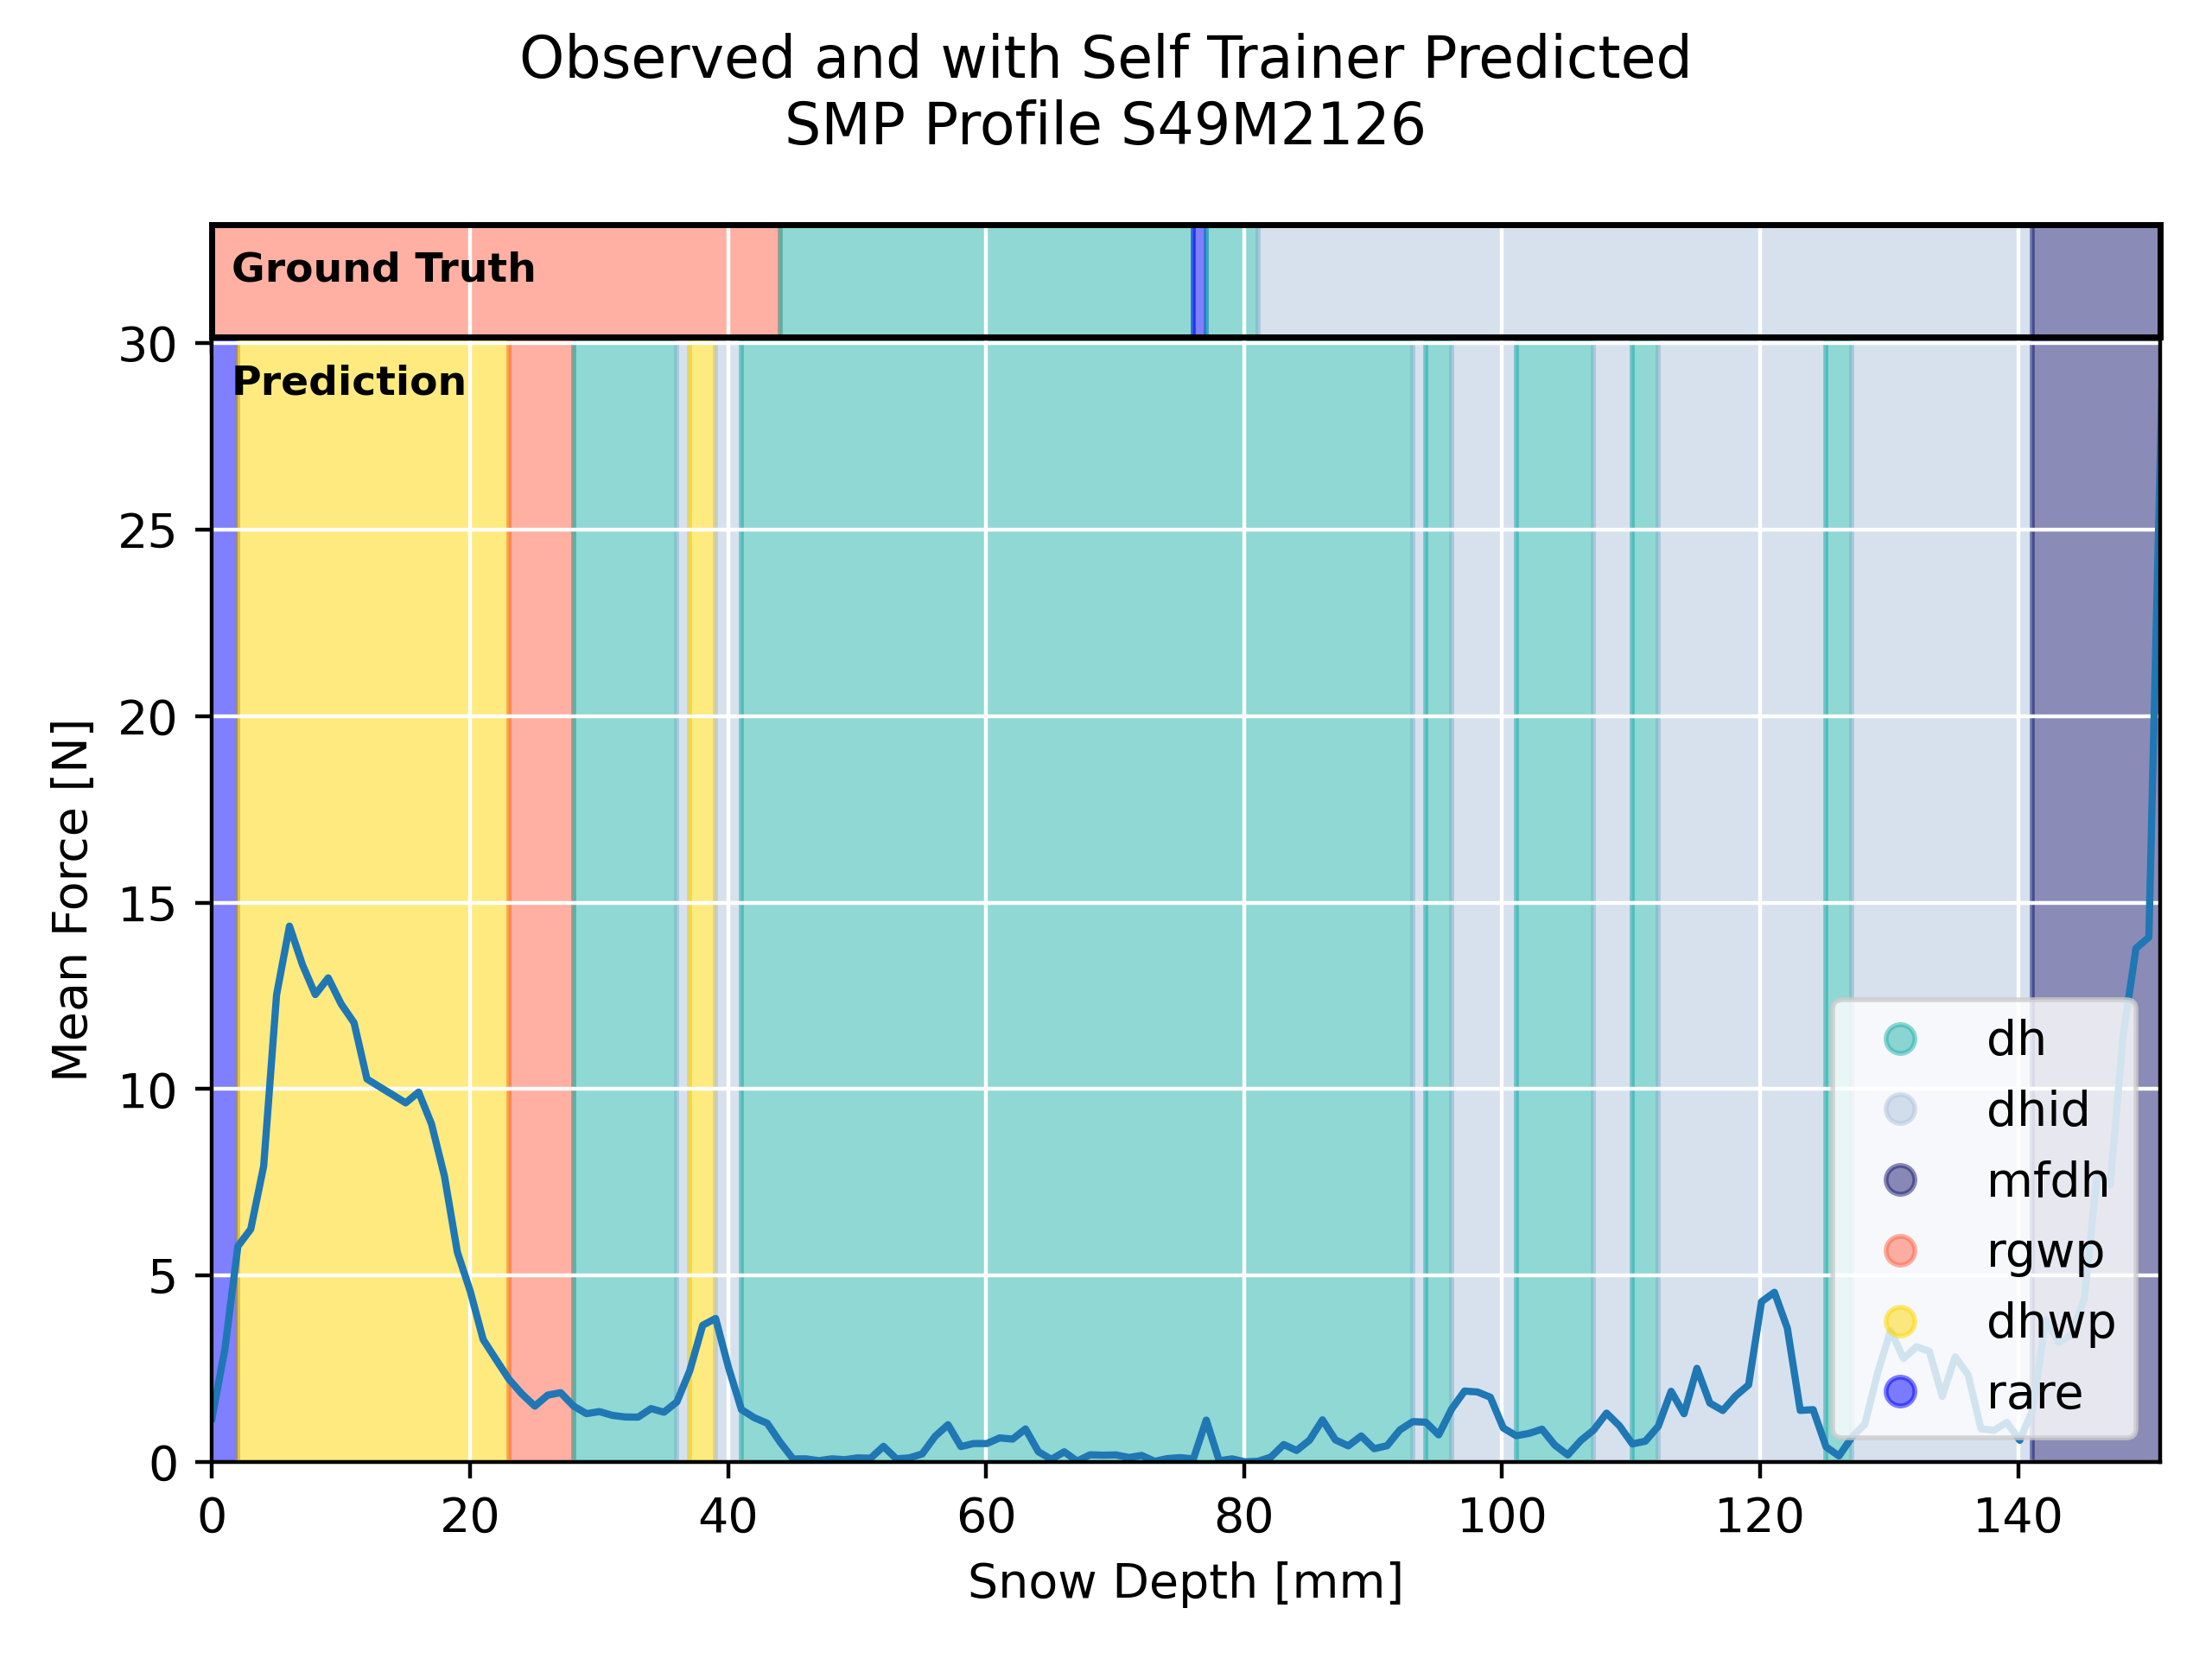 Observed and with Self Trainer Predicted
SMP Profile S49M2126
Ground Truth
Prediction
30
25
20
15
10
5
0
Mean Force [N]
0 20 40 60 80 100 120 140
Snow Depth [mm]
dh
dhid
mfdh
rgwp
dhwp
rare